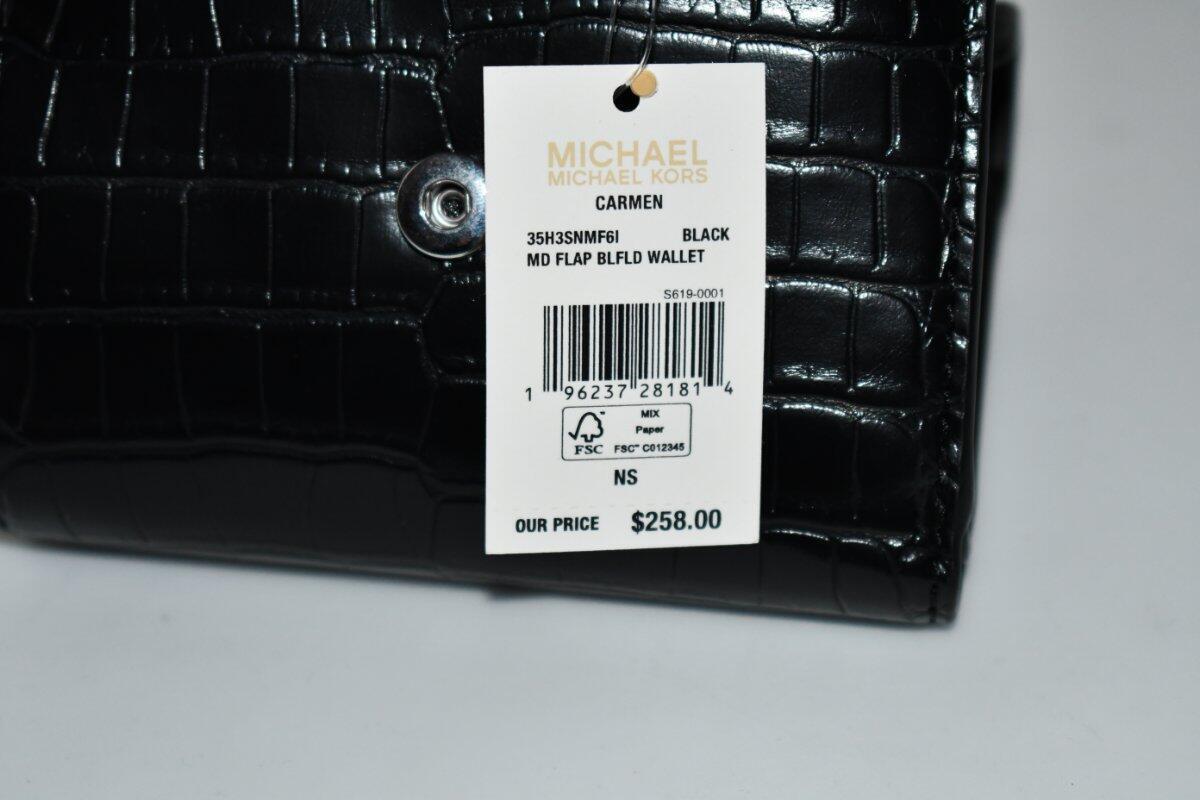 MICHAEL
MICHAEL KORS
CARMEN
35H3SNMF6I BLACK
MD FLAP BLFLD WALLET
S619-0001
1 96237 28181 4
FSC
MIX
Paper
FSC™ C012345
NS
OUR PRICE $258.00